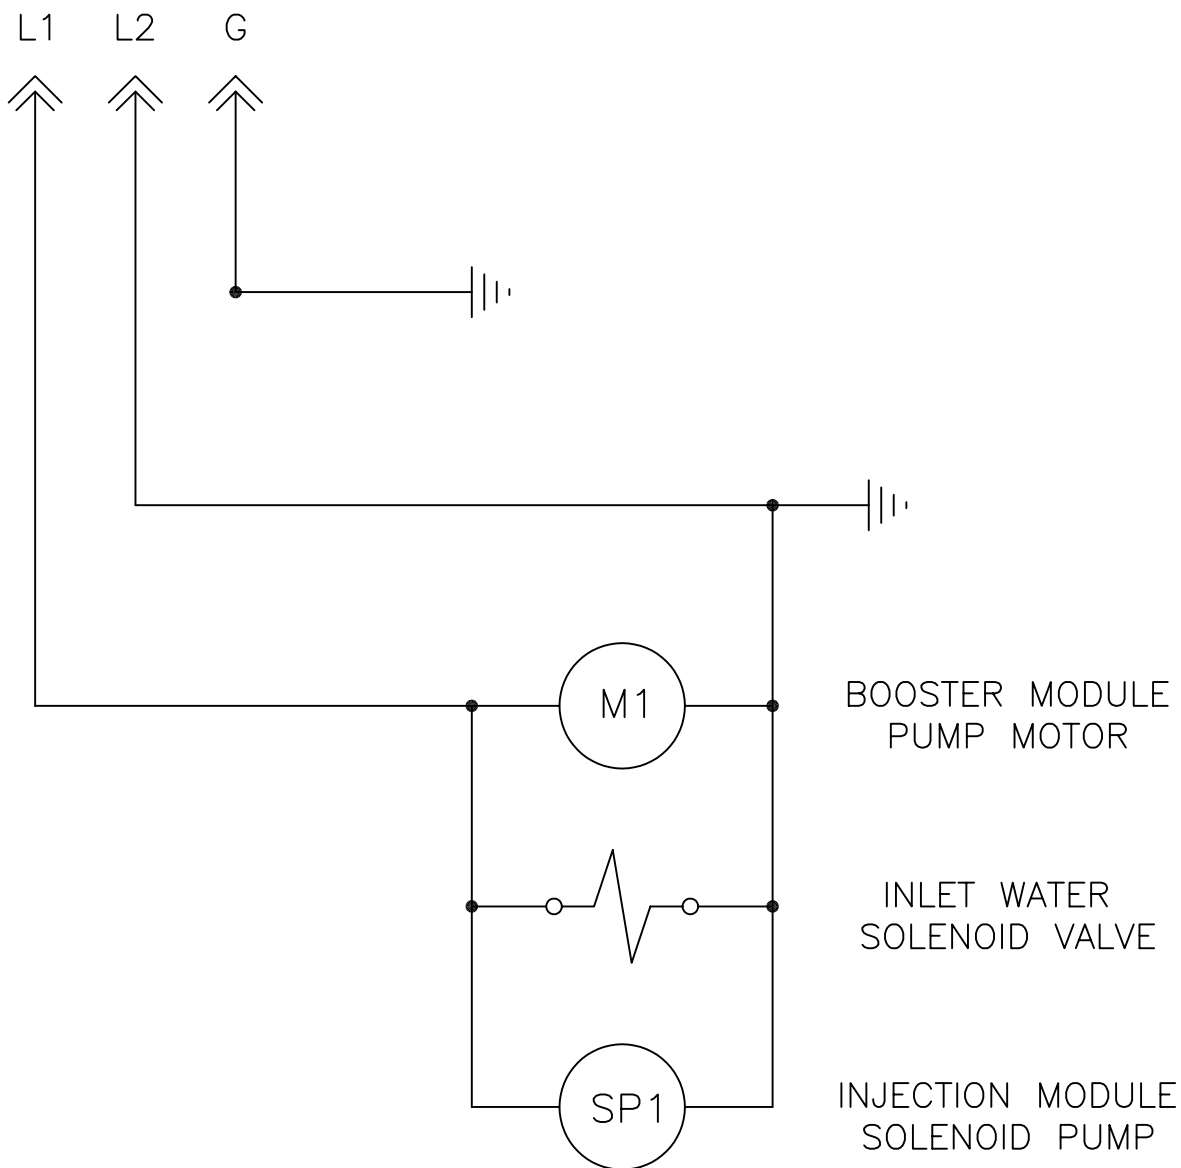 L1 L2 G
M1
BOOSTER MODULE
PUMP MOTOR
INLET WATER
SOLENOID VALVE
SP1
INJECTION MODULE
SOLENOID PUMP